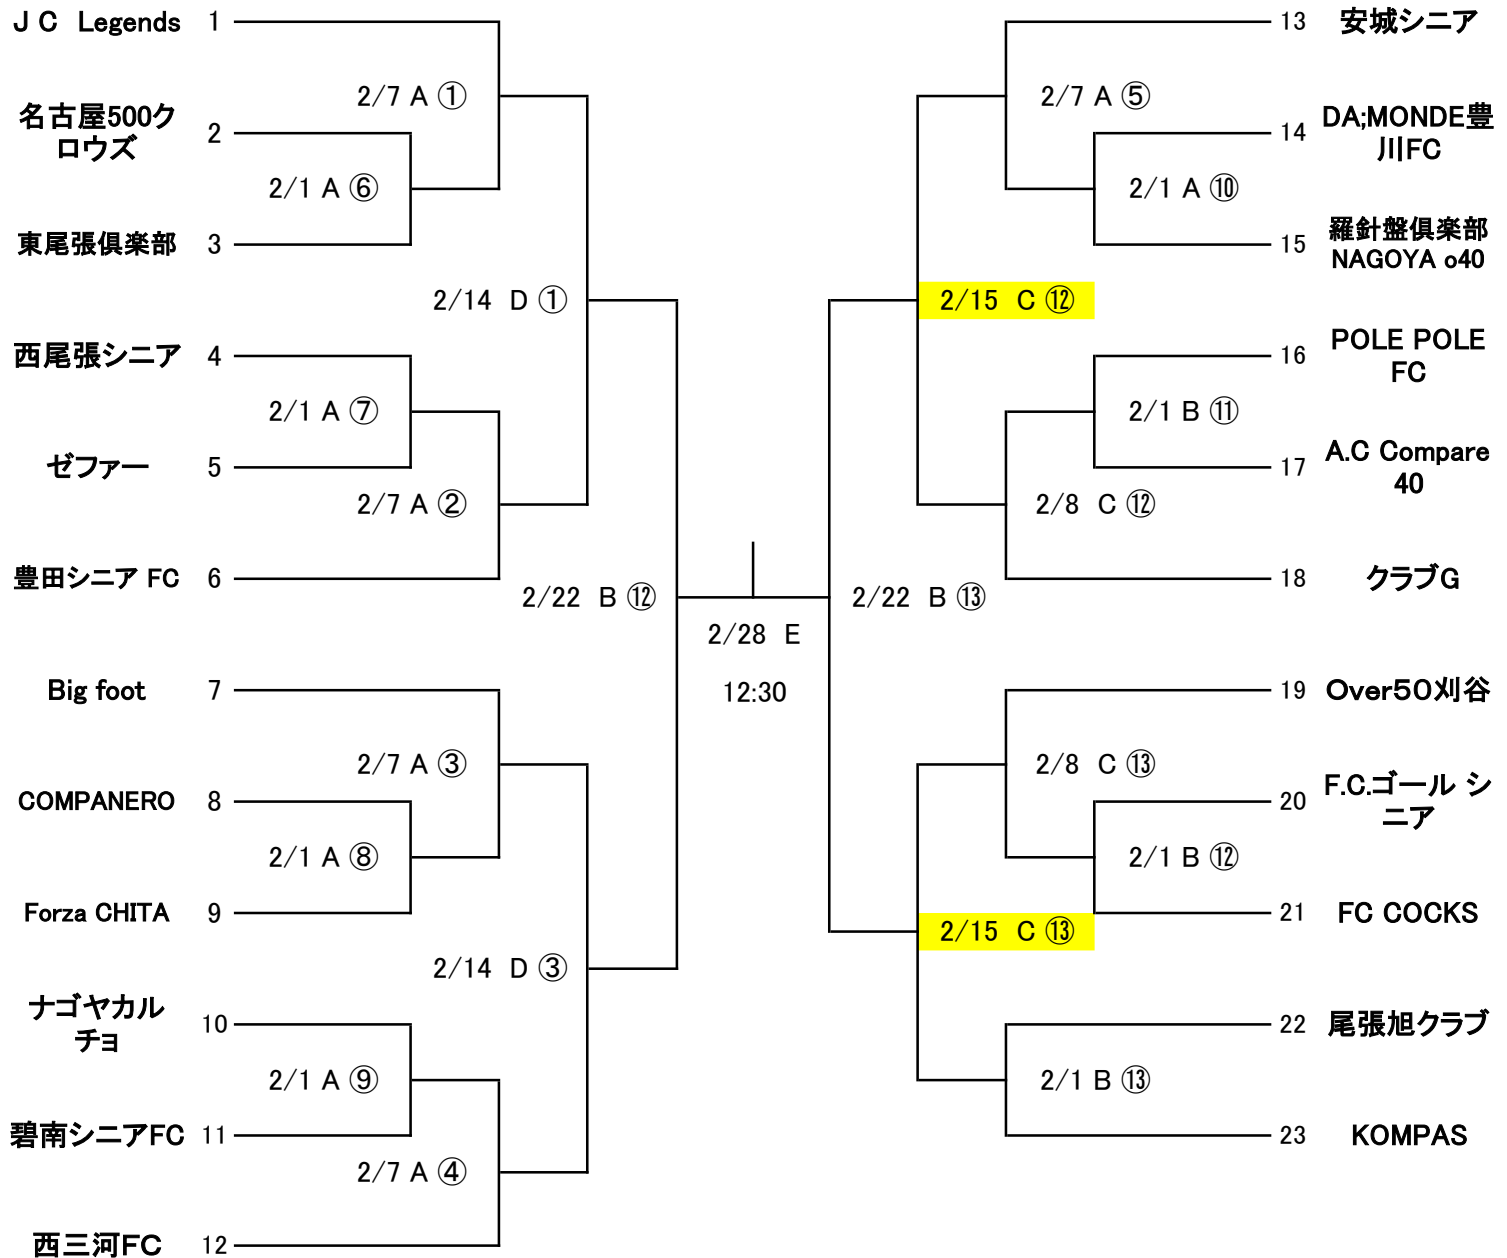 ＪＣ Legends 1
2/7 A ①
名古屋500ク
ロウズ
2
2/1 A ⑥
東尾張倶楽部 3
2/14 D ①
西尾張シニア 4
2/1 A ⑦
ゼファー 5
2/7 A ②
豊田シニア FC 6
2/22 B ⑫
Big foot 7
2/7 A ③
COMPANERO 8
2/1 A ⑧
Forza CHITA 9
2/14 D ③
ナゴヤカル
チョ
10
2/1 A ⑨
碧南シニアFC 11
2/7 A ④
西三河FC 12
2/28 E
12:30
13 安城シニア
2/7 A ⑤
14
DA;MONDE豊
川FC
2/1 A ⑩
15
羅針盤倶楽部
NAGOYA o40
2/15 C ⑫
16
POLE POLE
FC
2/1 B ⑪
17
A.C Compare
40
2/8 C ⑫
18 クラブG
2/22 B ⑬
19 Over50刈谷
2/8 C ⑬
20
F.C.ゴール シ
ニア
2/1 B ⑫
21 FC COCKS
2/15 C ⑬
22 尾張旭クラブ
2/1 B ⑬
23 KOMPAS